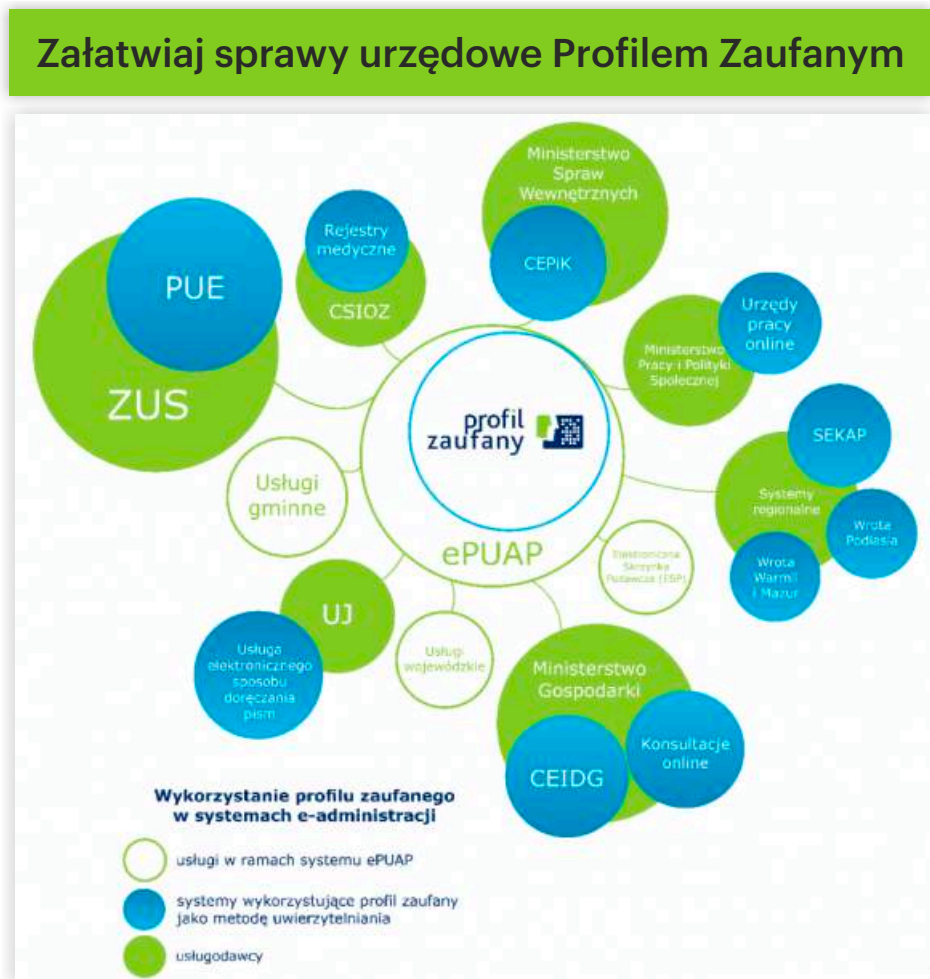 Załatwiaj sprawy urzędowe Profilem Zaufanym
Ministerstwo
Spraw
Wewnętrznych
CEPiK
Rejestry
medyczne
CSIOZ
PUE
ZUS
Urzędy
pracy
online
Ministerstwo
Pracy i Polityki
Społecznej
profil
zaufany
ePUAP
SEKAP
Systemy
regionalne
Wrota
Podlasia
Wrota
Warmii
i Mazur
Usługi
gminne
Elektroniczna
Skrzynka
Podawcza (ESP)
UJ
Usługa
elektronicznego
sposobu
doręczania
pism
Usługi
wojewódzkie
Ministerstwo
Gospodarki
CEIDG
Konsultacje
online
Wykorzystanie profilu zaufanego
w systemach e-administracji
usługi w ramach systemu ePUAP
systemy wykorzystujące profil zaufany
jako metodę uwierzytelniania
usługodawcy